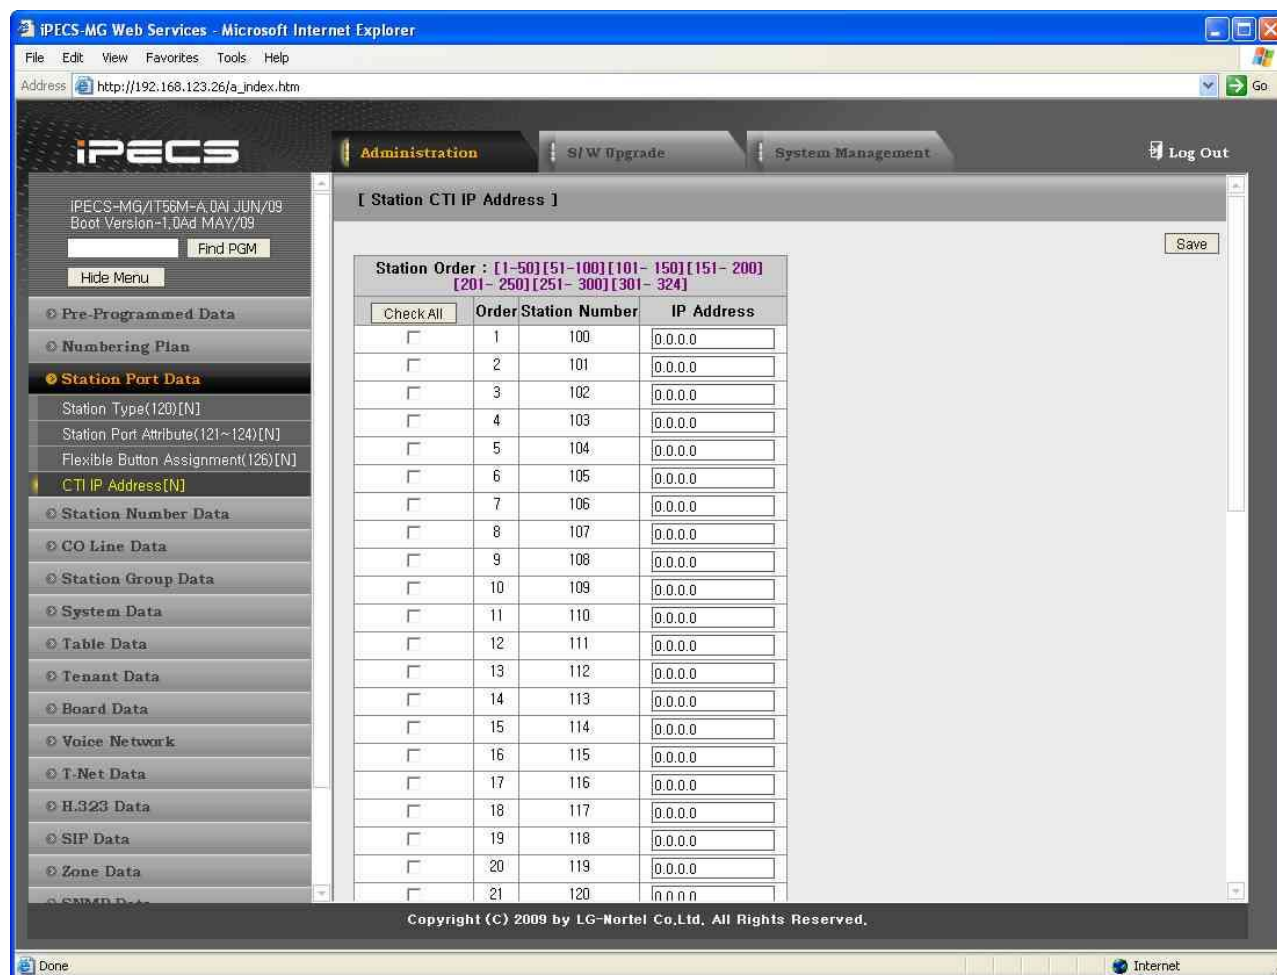 iPECS-MG Web Services - Microsoft Internet Explorer
File Edit View Favorites Tools Help
Address http://192.168.123.26/a_index.htm Go
iPECS
Administration S/W Upgrade System Management Log Out
iPECS-MG/IT56M-A,0Al JUN/09
Boot Version-1,0Ad MAY/09
Find PGM
Hide Menu
Pre-Programmed Data
Numbering Plan
Station Port Data
Station Type(120)[N]
Station Port Attribute(121~124)[N]
Flexible Button Assignment(126)[N]
CTI IP Address[N]
Station Number Data
CO Line Data
Station Group Data
System Data
Table Data
Tenant Data
Board Data
Voice Network
T-Net Data
H.323 Data
SIP Data
Zone Data
[ Station CTI IP Address ]
Save
Station Order : [1-50][51-100][101- 150][151- 200]
[201- 250][251- 300][301- 324]
Check All Order Station Number IP Address
1 100 0.0.0.0
2 101 0.0.0.0
3 102 0.0.0.0
4 103 0.0.0.0
5 104 0.0.0.0
6 105 0.0.0.0
7 106 0.0.0.0
8 107 0.0.0.0
9 108 0.0.0.0
10 109 0.0.0.0
11 110 0.0.0.0
12 111 0.0.0.0
13 112 0.0.0.0
14 113 0.0.0.0
15 114 0.0.0.0
16 115 0.0.0.0
17 116 0.0.0.0
18 117 0.0.0.0
19 118 0.0.0.0
20 119 0.0.0.0
21 120 0.0.0.0
Copyright (C) 2009 by LG-Nortel Co,Ltd, All Rights Reserved,
Done Internet